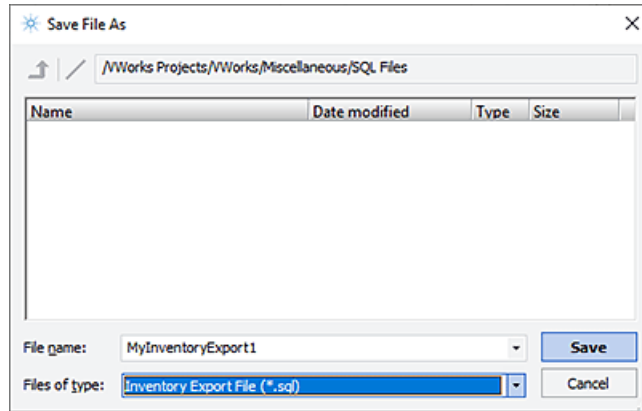 Save File As
/VWorks Projects/VWorks/Miscellaneous/SQL Files
Name Date modified Type Size
File name: MyInventoryExport1 Save
Files of type: Inventory Export File (*.sql) Cancel